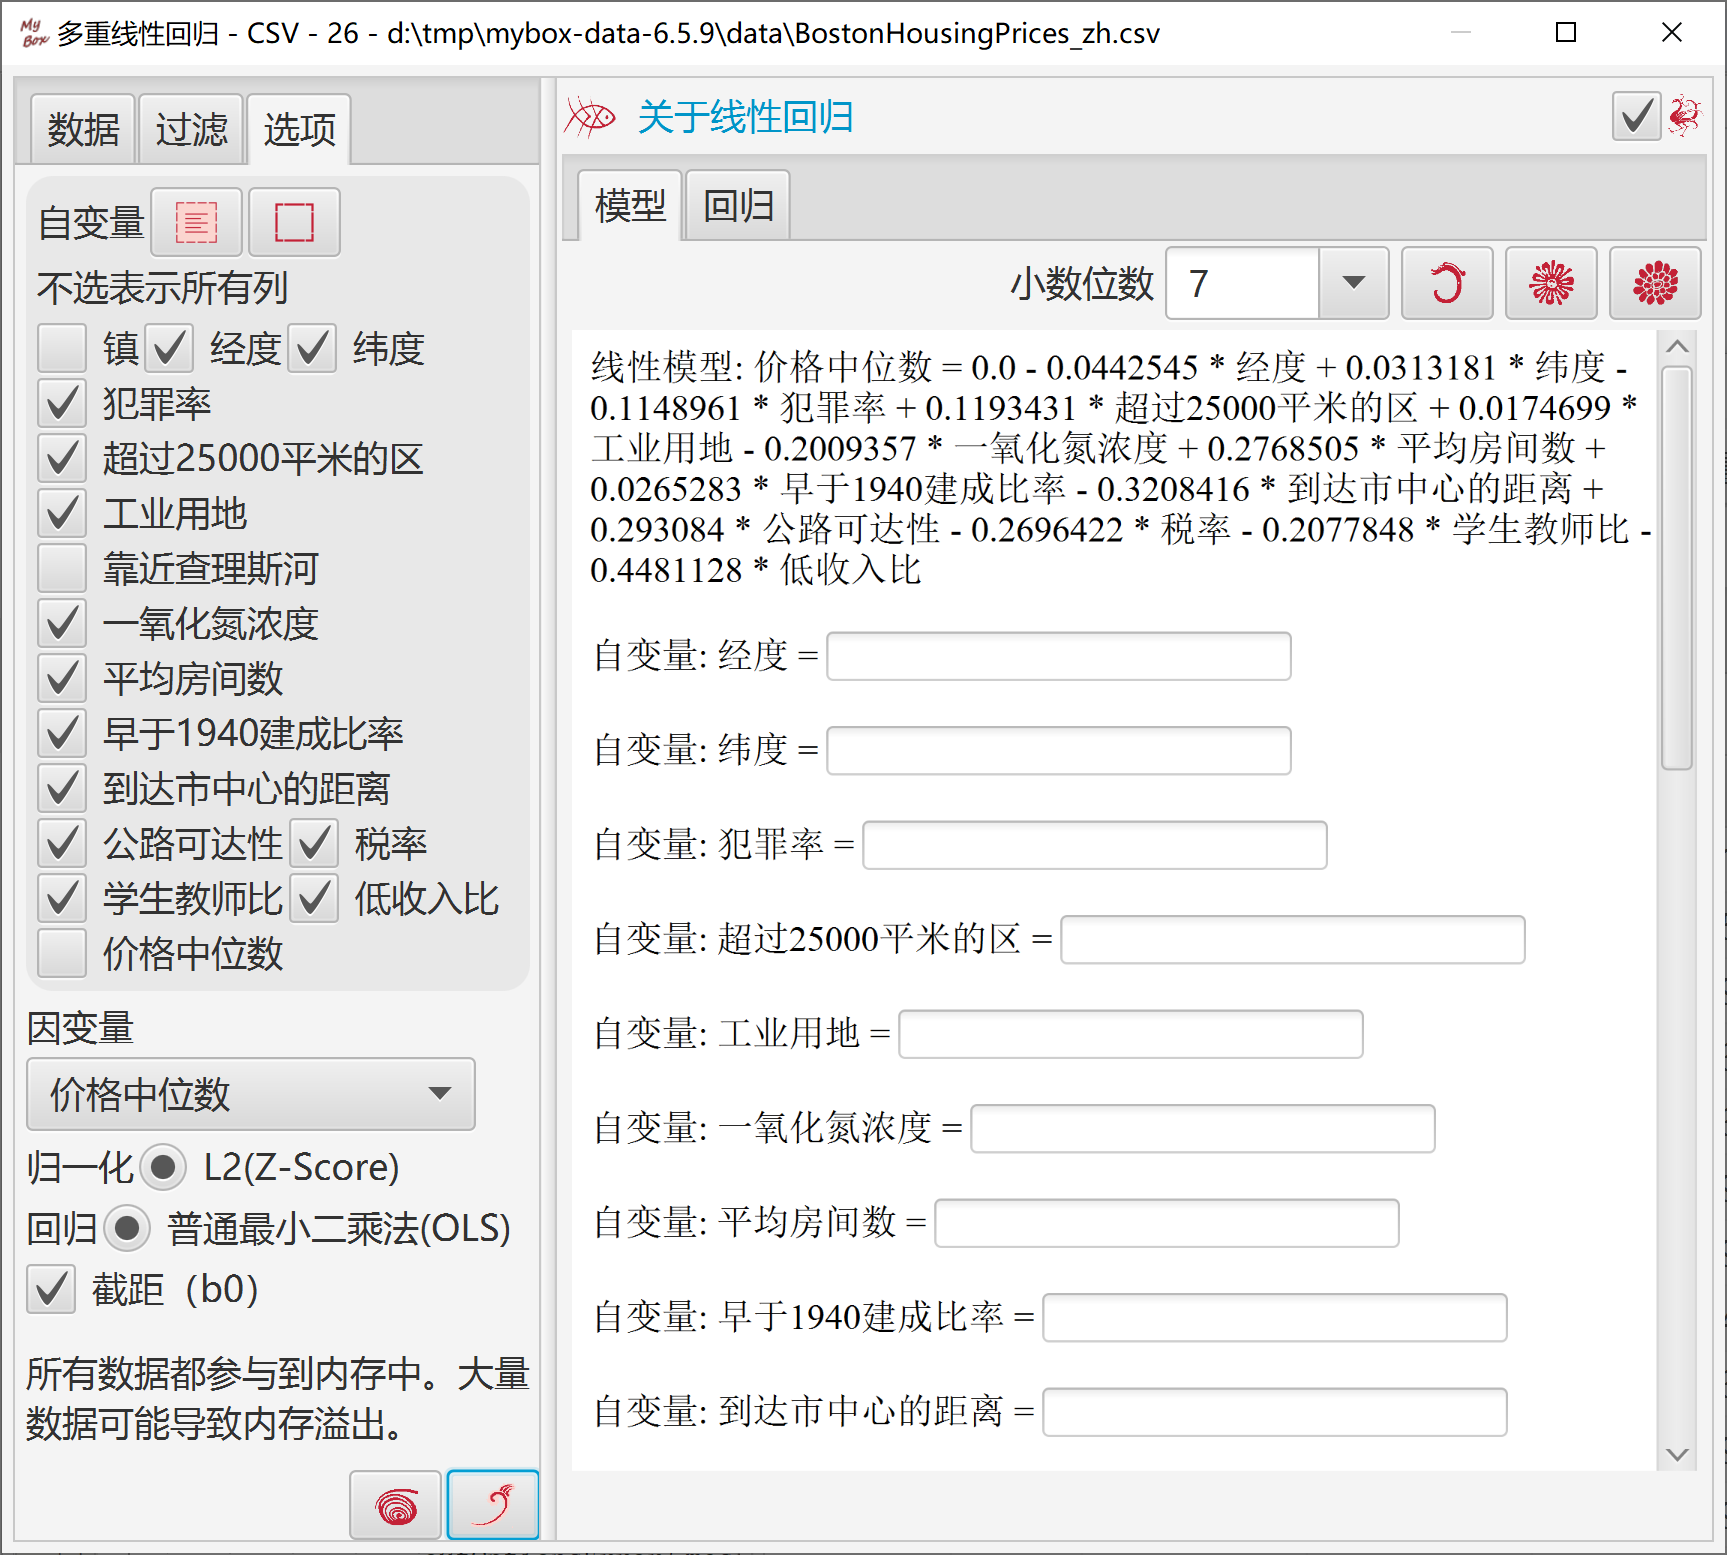 My Box 多重线性回归 - CSV - 26 - d:\tmp\mybox-data-6.5.9\data\BostonHousingPrices_zh.csv
数据 过滤 选项
自变量
不选表示所有列
镇 经度 纬度
犯罪率
超过25000平米的区
工业用地
靠近查理斯河
一氧化氮浓度
平均房间数
早于1940建成比率
到达市中心的距离
公路可达性 税率
学生教师比 低收入比
价格中位数
因变量
价格中位数
归一化 L2(Z-Score)
回归 普通最小二乘法(OLS)
截距（b0）
所有数据都参与到内存中。大量
数据可能导致内存溢出。
关于线性回归
模型 回归
小数位数 7
线性模型: 价格中位数 = 0.0 - 0.0442545 * 经度 + 0.0313181 * 纬度 -
0.1148961 * 犯罪率 + 0.1193431 * 超过25000平米的区 + 0.0174699 *
工业用地 - 0.2009357 * 一氧化氮浓度 + 0.2768505 * 平均房间数 +
0.0265283 * 早于1940建成比率 - 0.3208416 * 到达市中心的距离 +
0.293084 * 公路可达性 - 0.2696422 * 税率 - 0.2077848 * 学生教师比 -
0.4481128 * 低收入比
自变量: 经度 =
自变量: 纬度 =
自变量: 犯罪率 =
自变量: 超过25000平米的区 =
自变量: 工业用地 =
自变量: 一氧化氮浓度 =
自变量: 平均房间数 =
自变量: 早于1940建成比率 =
自变量: 到达市中心的距离 =